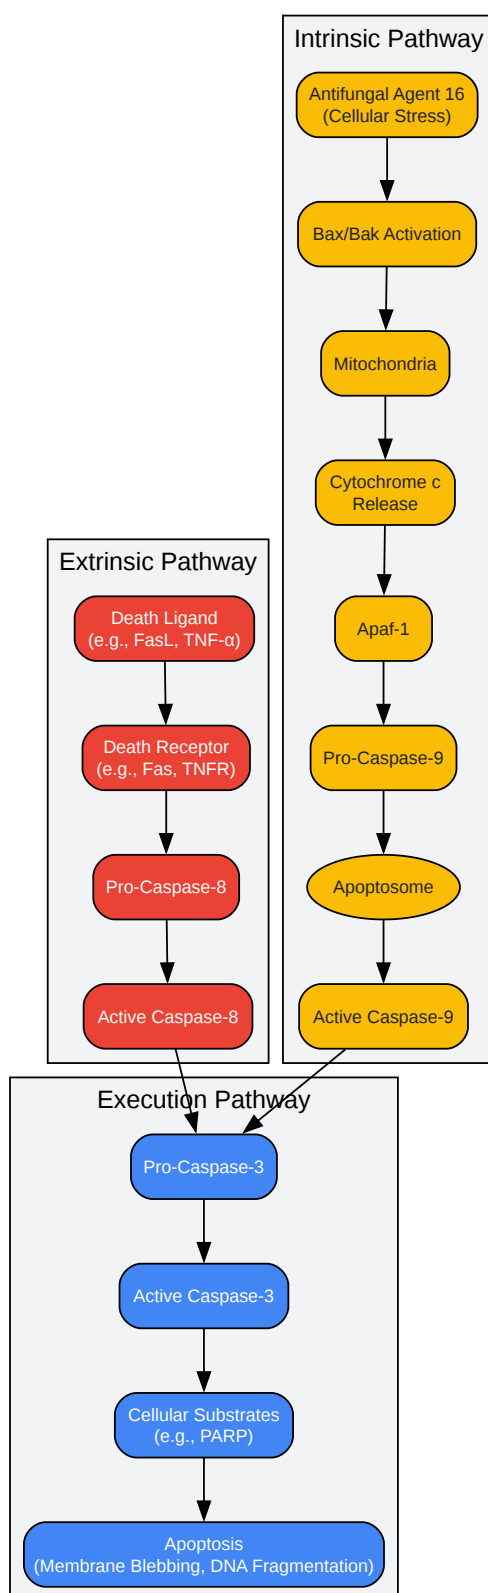 Intrinsic Pathway
Antifungal Agent 16
(Cellular Stress)
Bax/Bak Activation
Mitochondria
Cytochrome c
Release
Apaf-1
Pro-Caspase-9
Apoptosome
Active Caspase-9
Extrinsic Pathway
Death Ligand
(e.g., FasL, TNF-α)
Death Receptor
(e.g., Fas, TNFR)
Pro-Caspase-8
Active Caspase-8
Execution Pathway
Pro-Caspase-3
Active Caspase-3
Cellular Substrates
(e.g., PARP)
Apoptosis
(Membrane Blebbing, DNA Fragmentation)